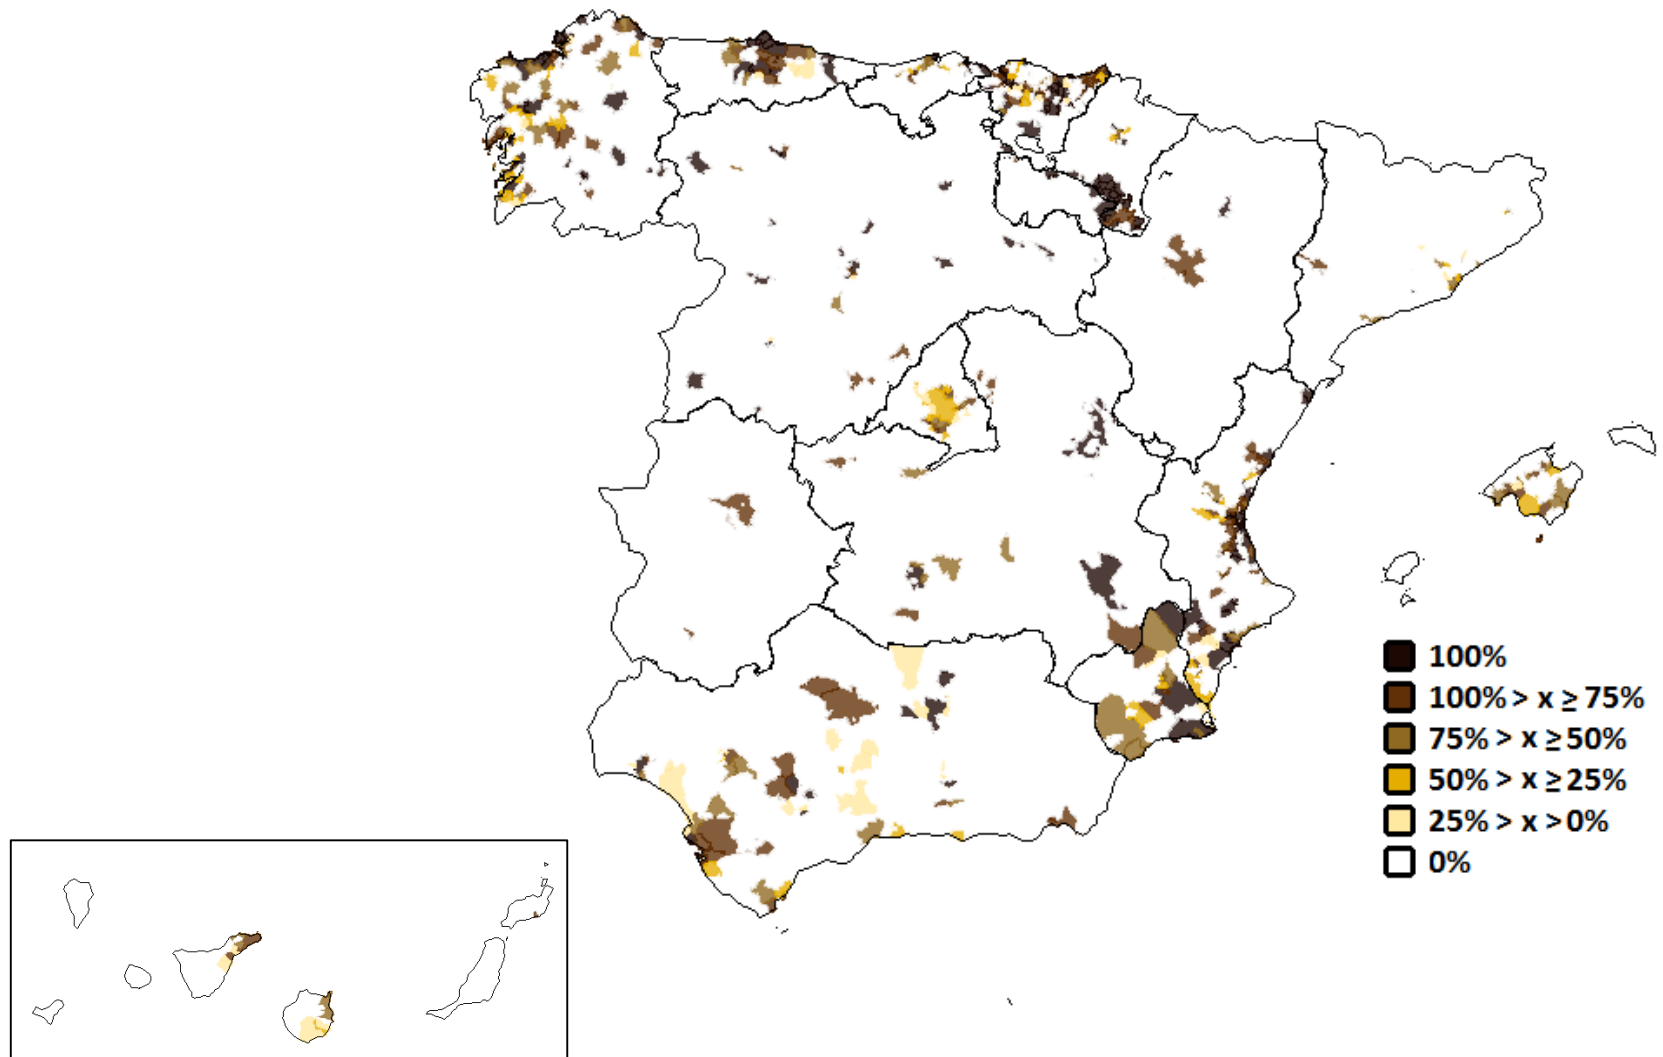 100%
100% > x ≥ 75%
75% > x ≥ 50%
50% > x ≥ 25%
25% > x > 0%
0%